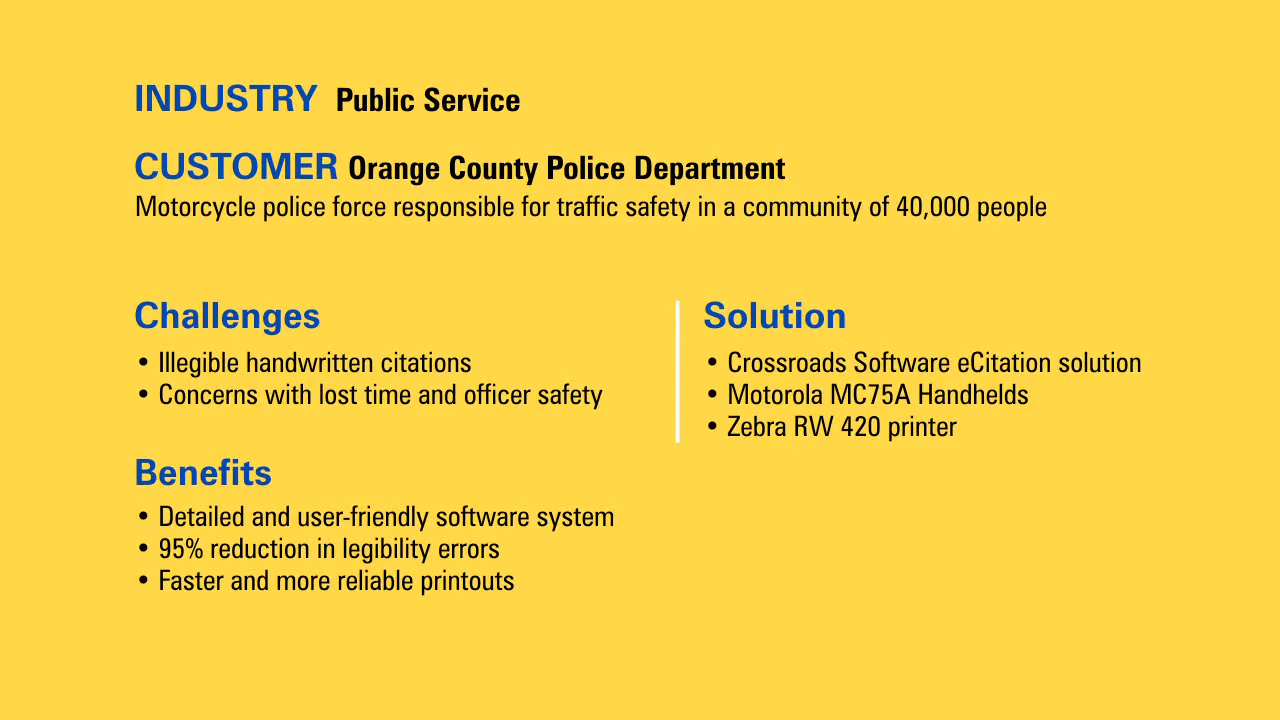 INDUSTRY Public Service
CUSTOMER Orange County Police Department
Motorcycle police force responsible for traffic safety in a community of 40,000 people
Challenges
• Illegible handwritten citations
• Concerns with lost time and officer safety
Benefits
• Detailed and user-friendly software system
• 95% reduction in legibility errors
• Faster and more reliable printouts
Solution
• Crossroads Software eCitation solution
• Motorola MC75A Handhelds
• Zebra RW 420 printer